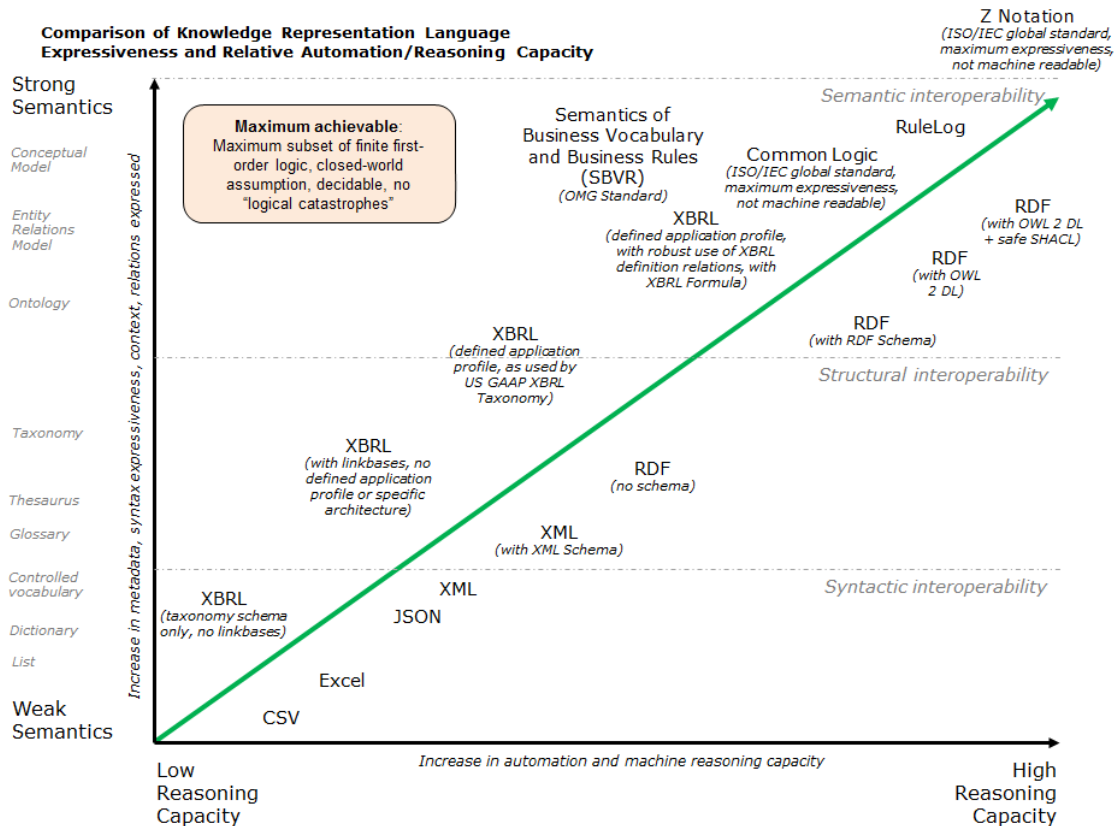 Comparison of Knowledge Representation Language
Expressiveness and Relative Automation/Reasoning Capacity
Z Notation
(ISO/IEC global standard,
maximum expressiveness,
not machine readable)
Strong
Semantics
Semantic interoperability
Maximum achievable:
Maximum subset of finite first-
order logic, closed-world
assumption, decidable, no
“logical catastrophes”
Semantics of
Business Vocabulary
and Business Rules
(SBVR)
(OMG Standard)
RuleLog
Common Logic
(ISO/IEC global standard,
maximum expressiveness,
not machine readable)
Conceptual
Model
Entity
Relations
Model
XBRL
(defined application profile,
with robust use of XBRL
definition relations, with
XBRL Formula)
RDF
(with OWL 2 DL
+ safe SHACL)
RDF
(with OWL
2 DL)
Ontology
XBRL
(defined application
profile, as used by
US GAAP XBRL
Taxonomy)
RDF
(with RDF Schema)
Structural interoperability
Increase in metadata, syntax expressiveness, context, relations expressed
Taxonomy
XBRL
(with linkbases, no
defined application
profile or specific
architecture)
RDF
(no schema)
Thesaurus
Glossary
XML
(with XML Schema)
Controlled
vocabulary
Syntactic interoperability
XBRL
(taxonomy schema
only, no linkbases)
XML
JSON
Dictionary
List
Excel
CSV
Weak
Semantics
Increase in automation and machine reasoning capacity
Low
Reasoning
Capacity
High
Reasoning
Capacity